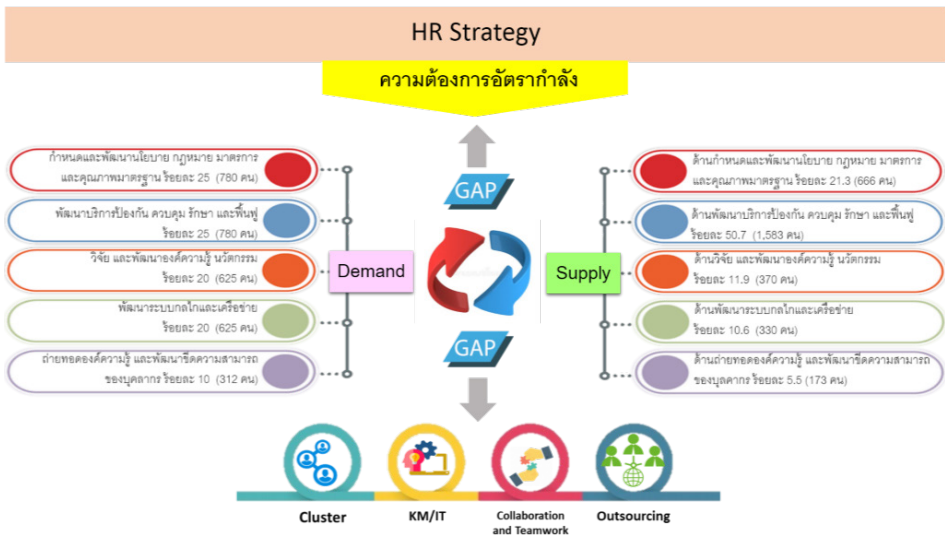 HR Strategy
ความต้องการอัตรากำลัง
GAP
กำหนดและพัฒนานโยบาย กฎหมาย มาตรการ
และคุณภาพมาตรฐาน ร้อยละ 25 (780 คน)
พัฒนาบริการป้องกัน ควบคุม รักษา และฟื้นฟู
ร้อยละ 25 (780 คน)
วิจัย และพัฒนาองค์ความรู้ นวัตกรรม
ร้อยละ 20 (625 คน)
พัฒนาระบบกลไกและเครือข่าย
ร้อยละ 20 (625 คน)
ถ่ายทอดองค์ความรู้ และพัฒนาขีดความสามารถ
ของบุคลากร ร้อยละ 10 (312 คน)
Demand
Supply
ด้านกำหนดและพัฒนานโยบาย กฎหมาย มาตรการ
และคุณภาพมาตรฐาน ร้อยละ 21.3 (666 คน)
ด้านพัฒนาบริการป้องกัน ควบคุม รักษา และฟื้นฟู
ร้อยละ 50.7 (1,583 คน)
ด้านวิจัย และพัฒนาองค์ความรู้ นวัตกรรม
ร้อยละ 11.9 (370 คน)
ด้านพัฒนาระบบกลไกและเครือข่าย
ร้อยละ 10.6 (330 คน)
ด้านถ่ายทอดองค์ความรู้ และพัฒนาขีดความสามารถ
ของบุคลากร ร้อยละ 5.5 (173 คน)
GAP
Cluster
KM/IT
Collaboration
and Teamwork
Outsourcing